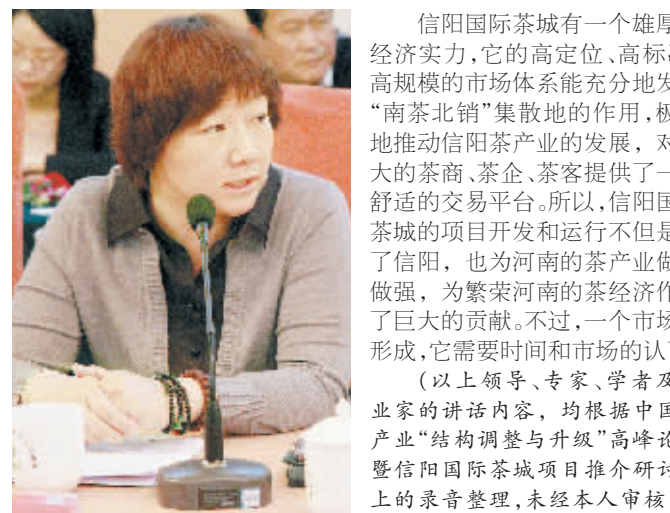 信阳国际茶城有一个雄厚
经济实力,它的高定位、高标
高规模的市场体系能充分地发
“南茶北销”集散地的作用,极
地推动信阳茶产业的发展，对
大的茶商、茶企、茶客提供了一
舒适的交易平台。所以,信阳国
茶城的项目开发和运行不但是
了信阳，也为河南的茶产业做
做强，为繁荣河南的茶经济作
了巨大的贡献。不过,一个市场
形成,它需要时间和市场的认
（以上领导、专家、学者及
业家的讲话内容，均根据中国
产业“结构调整与升级”高峰论
暨信阳国际茶城项目推介研讨
上的录音整理,未经本人审核